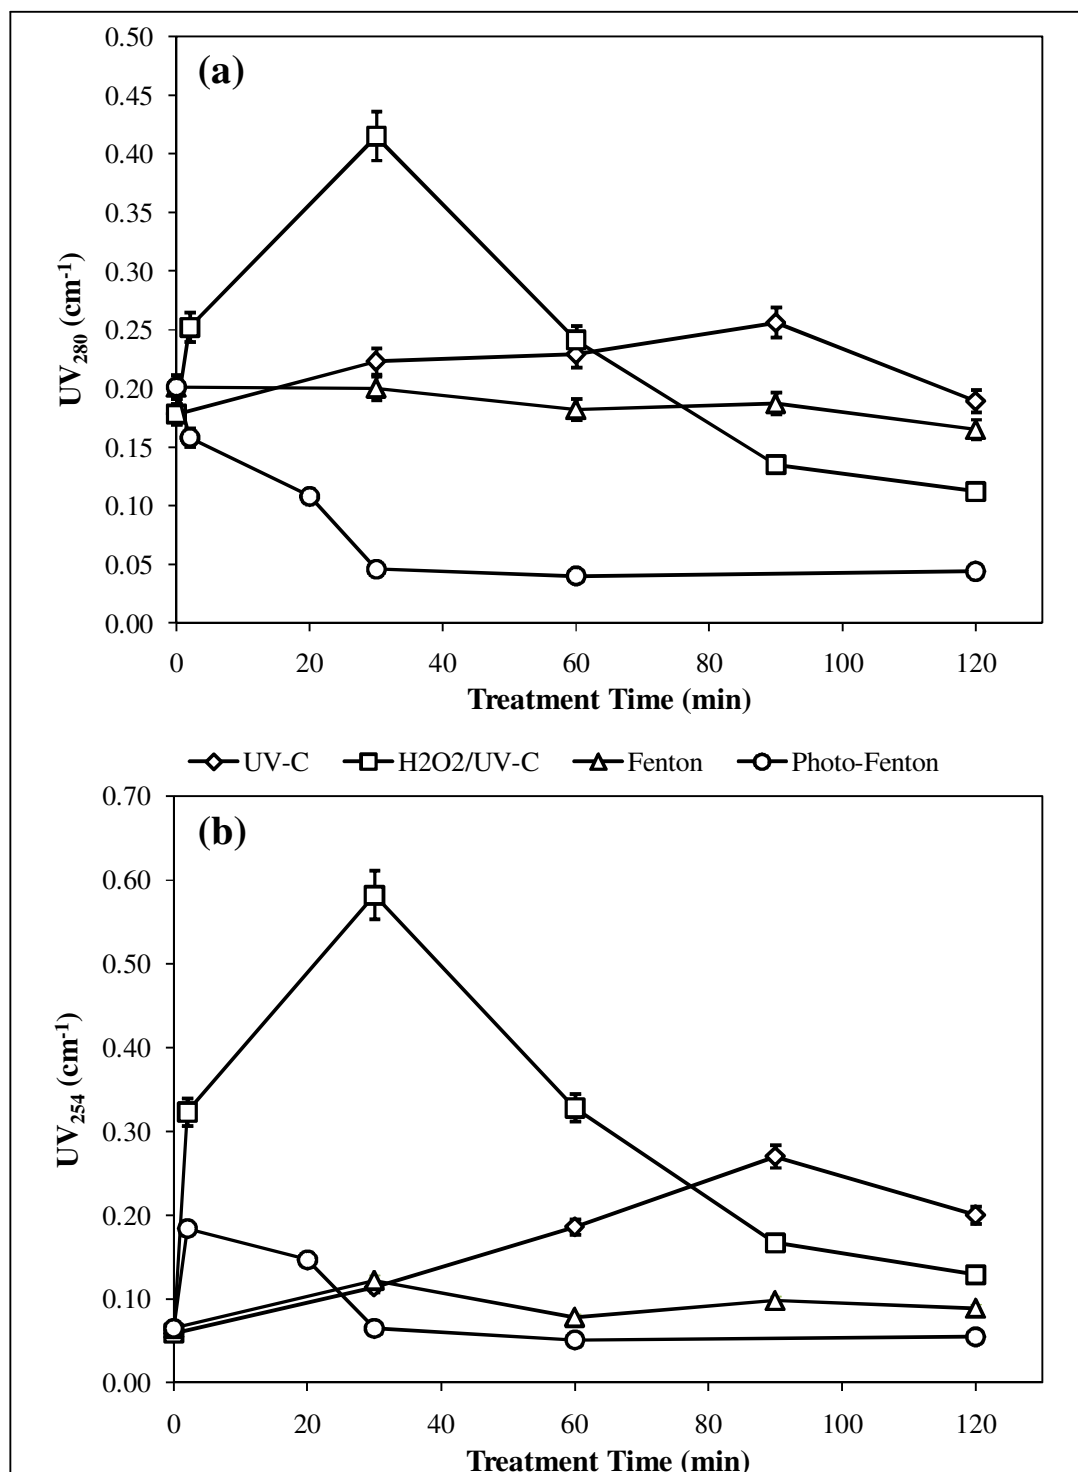 (a)
0.50
0.45
0.40
0.35
0.30
0.25
0.20
0.15
0.10
0.05
0.00
UV280 (cm-1)
0 20 40 60 80 100 120
Treatment Time (min)
UV-C H2O2/UV-C Fenton Photo-Fenton
(b)
0.70
0.60
0.50
0.40
0.30
0.20
0.10
0.00
UV254 (cm-1)
0 20 40 60 80 100 120
Treatment Time (min)